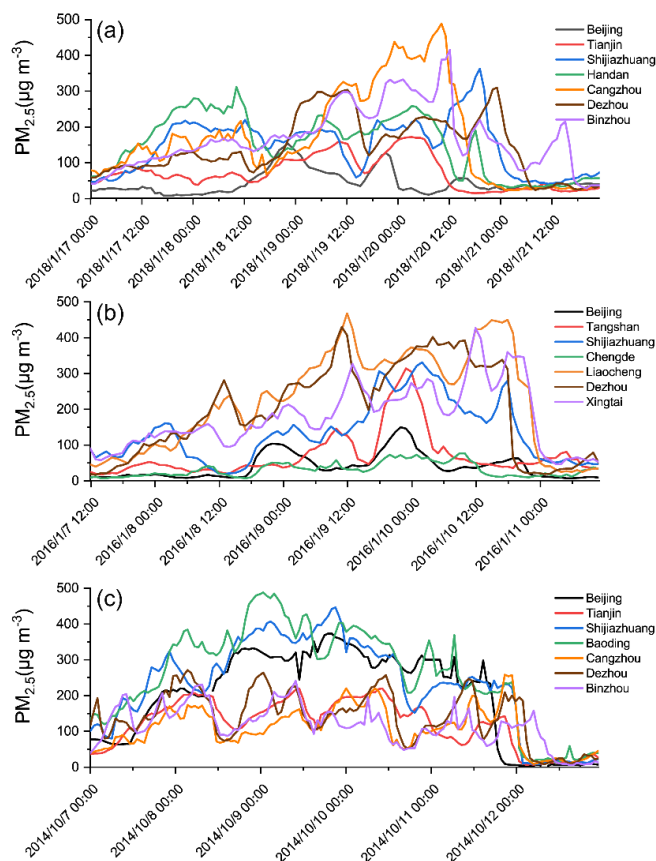 (a)
PM2.5(μg m-3)
500
400
300
200
100
0
Beijing
Tianjin
Shijiazhuang
Handan
Cangzhou
Dezhou
Binzhou
2018/1/17 00:00
2018/1/17 12:00
2018/1/18 00:00
2018/1/18 12:00
2018/1/19 00:00
2018/1/19 12:00
2018/1/20 00:00
2018/1/20 12:00
2018/1/21 00:00
2018/1/21 12:00
(b)
PM2.5(μg m-3)
500
400
300
200
100
0
Beijing
Tangshan
Shijiazhuang
Chengde
Liaocheng
Dezhou
Xingtai
2016/1/7 12:00
2016/1/8 00:00
2016/1/8 12:00
2016/1/9 00:00
2016/1/9 12:00
2016/1/10 00:00
2016/1/10 12:00
2016/1/11 00:00
(c)
PM2.5(μg m-3)
500
400
300
200
100
0
Beijing
Tianjin
Shijiazhuang
Baoding
Cangzhou
Dezhou
Binzhou
2014/10/7 00:00
2014/10/8 00:00
2014/10/9 00:00
2014/10/10 00:00
2014/10/11 00:00
2014/10/12 00:00